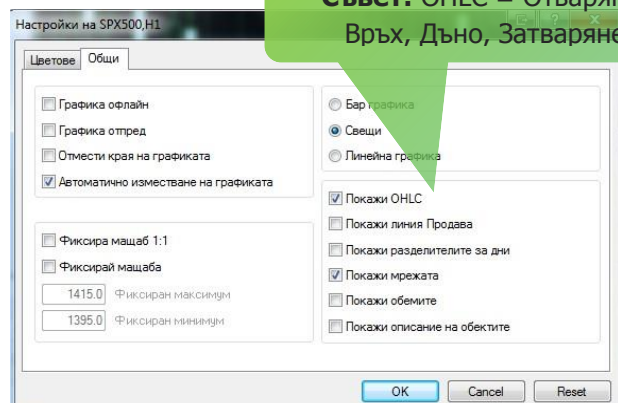 Съвет: OHLC = Отварян
Връх, Дъно, Затваряне
Настройки на SPX500,H1
Цветове Общи
Графика офлайн
Графика отпред
Отмести края на графиката
Автоматично изместване на графиката
Фиксира мащаб 1:1
Фиксирай мащаба
1415.0 Фиксиран максимум
1395.0 Фиксиран минимум
Бар графика
Свещи
Линейна графика
Покажи OHLC
Покажи линия Продава
Покажи разделителите за дни
Покажи мрежата
Покажи обемите
Покажи описание на обектите
OK Cancel Reset